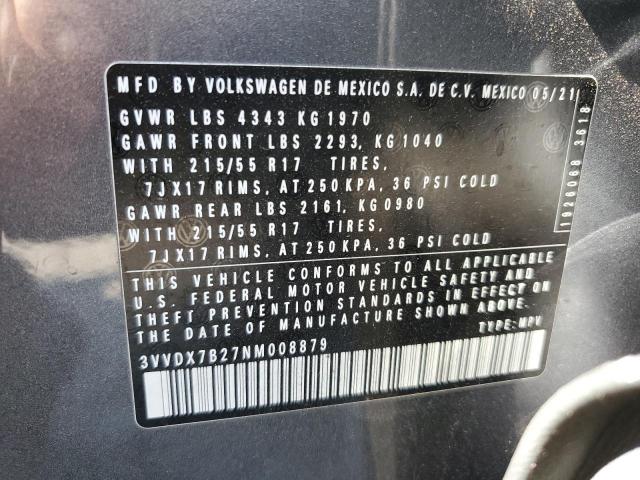 MFD BY VOLKSWAGEN DE MEXICO S.A. DE C.V. MEXICO 05/21
GVWR LBS 4343 KG 1970
GAWR FRONT LBS 2293, KG 1040
WITH 215/55 R17 TIRES,
7JX17 RIMS, AT 250 KPA, 36 PSI COLD
GAWR REAR LBS 2161, KG 0980
WITH 215/55 R17 TIRES,
7JX17 RIMS, AT 250 KPA, 36 PSI COLD
THIS VEHICLE CONFORMS TO ALL APPLICABLE
U.S. FEDERAL MOTOR VEHICLE SAFETY AND
THEFT PREVENTION STANDARDS IN EFFECT ON
THE DATE OF MANUFACTURE SHOWN ABOVE.
TYPE:MPV
3VVDX7B27NM008879
1926068 3618